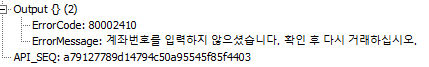 Output {} (2)
ErrorCode: 80002410
ErrorMessage: 계좌번호를 입력하지 않으셨습니다. 확인 후 다시 거래하십시오.
API_SEQ: a79127789d14794c50a95545f85f4403